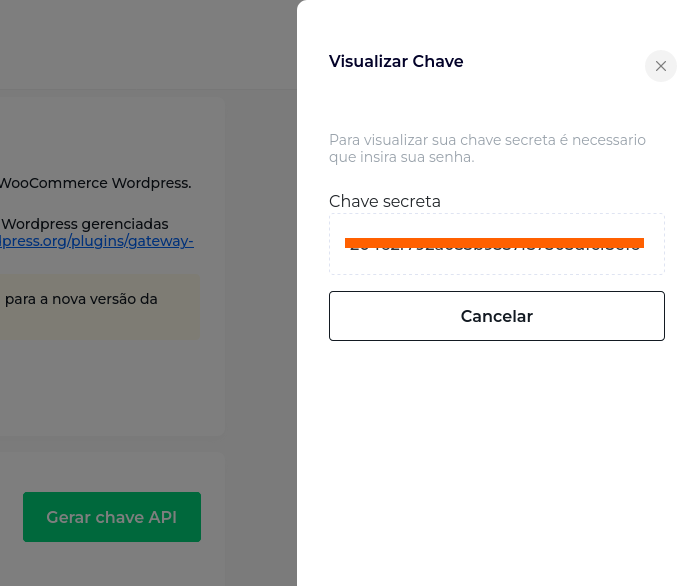 Visualizar Chave
Para visualizar sua chave secreta é necessario
que insira sua senha.
Chave secreta
Cancelar
WooCommerce Wordpress.
Wordpress gerenciadas
press.org/plugins/gateway-
para a nova versão da
Gerar chave API